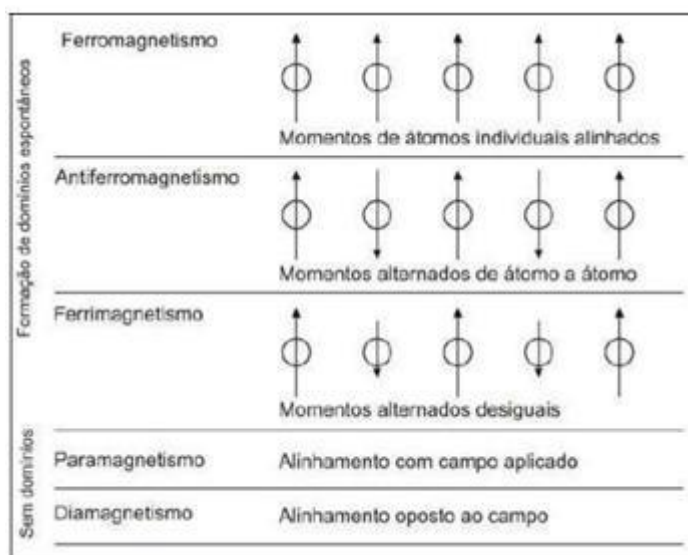 Formação de domínios espontâneos
Ferromagnetismo
Momentos de átomos individuais alinhados
Antiferromagnetismo
Momentos alternados de átomo a átomo
Ferrimagnetismo
Momentos alternados desiguais
Sem domínios
Paramagnetismo
Alinhamento com campo aplicado
Diamagnetismo
Alinhamento oposto ao campo